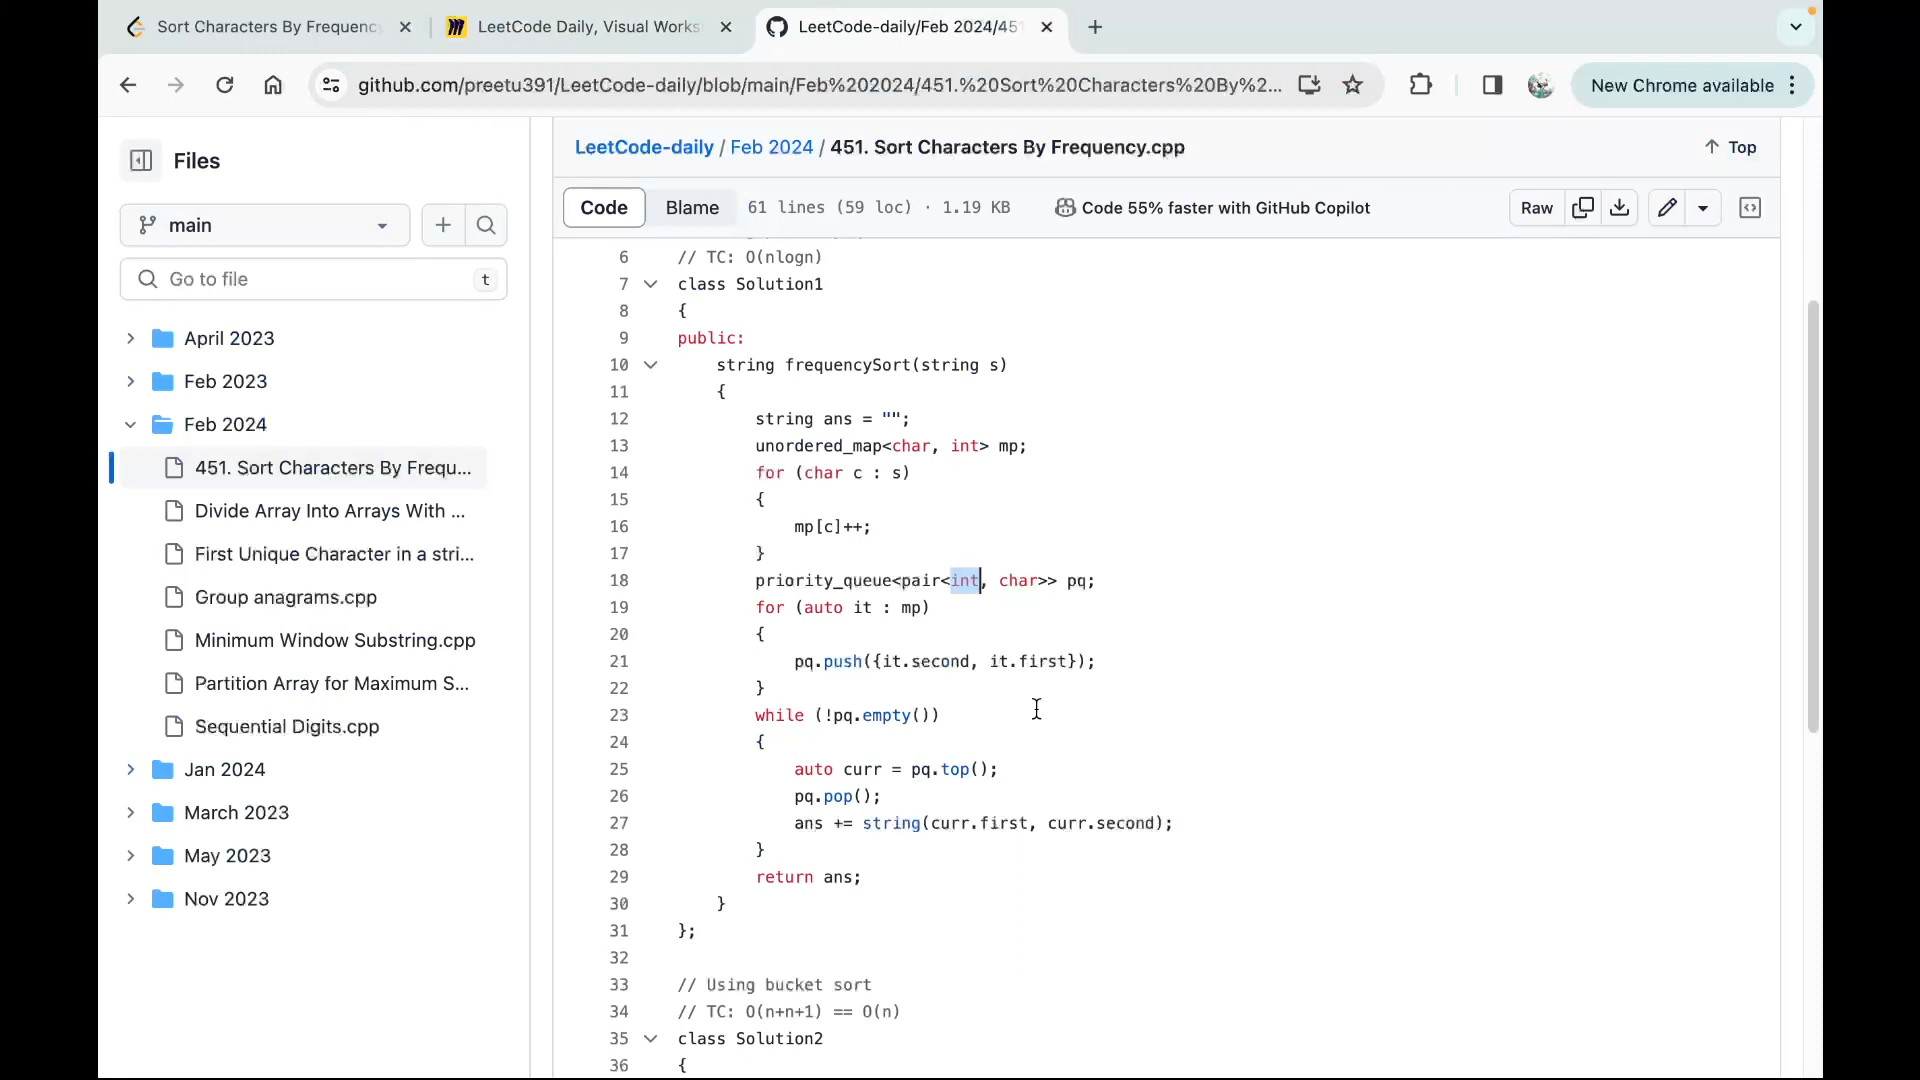 Sort Characters By Frequenc
LeetCode Daily, Visual Works
LeetCode-daily/Feb 2024/45
github.com/preetu391/LeetCode-daily/blob/main/Feb%202024/451.%20Sort%20Characters%20By%2...
New Chrome available
Files
main
Go to file
t
April 2023
Feb 2023
Feb 2024
451. Sort Characters By Frequ...
Divide Array Into Arrays With ...
First Unique Character in a stri...
Group anagrams.cpp
Minimum Window Substring.cpp
Partition Array for Maximum S...
Sequential Digits.cpp
Jan 2024
March 2023
May 2023
Nov 2023
LeetCode-daily / Feb 2024 / 451. Sort Characters By Frequency.cpp
Top
Code
Blame
61 lines (59 loc) · 1.19 KB
Code 55% faster with GitHub Copilot
Raw
6 // TC: O(nlogn)
7 class Solution1
8 {
9 public:
10 string frequencySort(string s)
11 {
12 string ans = "";
13 unordered_map<char, int> mp;
14 for (char c : s)
15 {
16 mp[c]++;
17 }
18 priority_queue<pair<int, char>> pq;
19 for (auto it : mp)
20 {
21 pq.push({it.second, it.first});
22 }
23 while (!pq.empty())
24 {
25 auto curr = pq.top();
26 pq.pop();
27 ans += string(curr.first, curr.second);
28 }
29 return ans;
30 }
31 };
32
33 // Using bucket sort
34 // TC: O(n+n+1) == O(n)
35 class Solution2
36 {